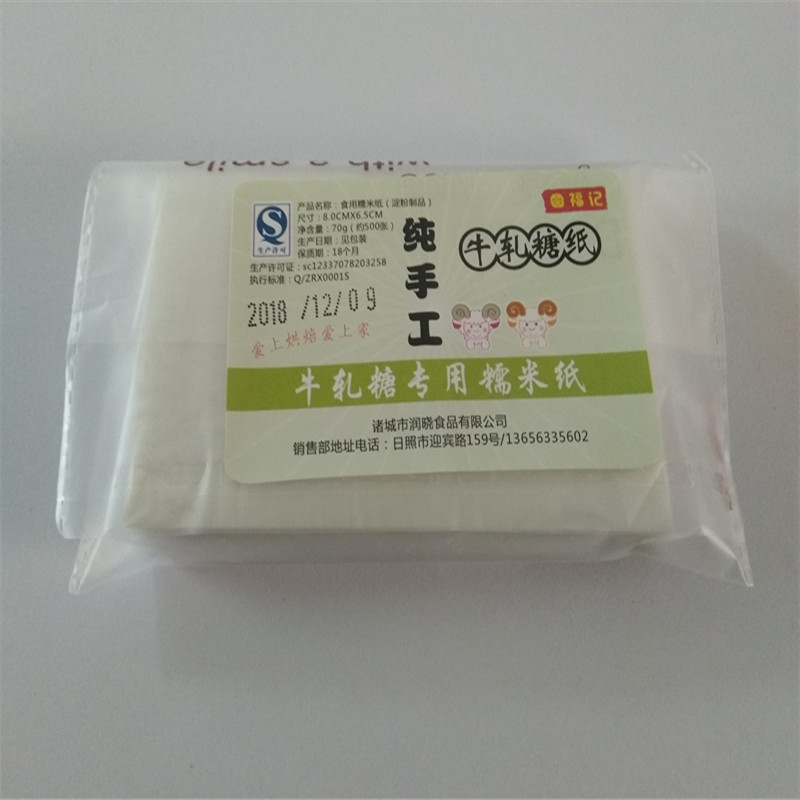 with a smile
圆福记
产品名称：食用糯米纸（淀粉制品）
尺寸：8.0CMX6.5CM
净含量：70g（约500张）
生产日期：见包装
保质期：18个月
生产许可证：sc12337078203258
执行标准：Q/ZRX0001S
生产许可
2018 /12/09
爱上烘焙爱上家
纯手工
牛轧糖纸
牛轧糖专用糯米纸
诸城市润晓食品有限公司
销售部地址电话：日照市迎宾路159号/13656335602